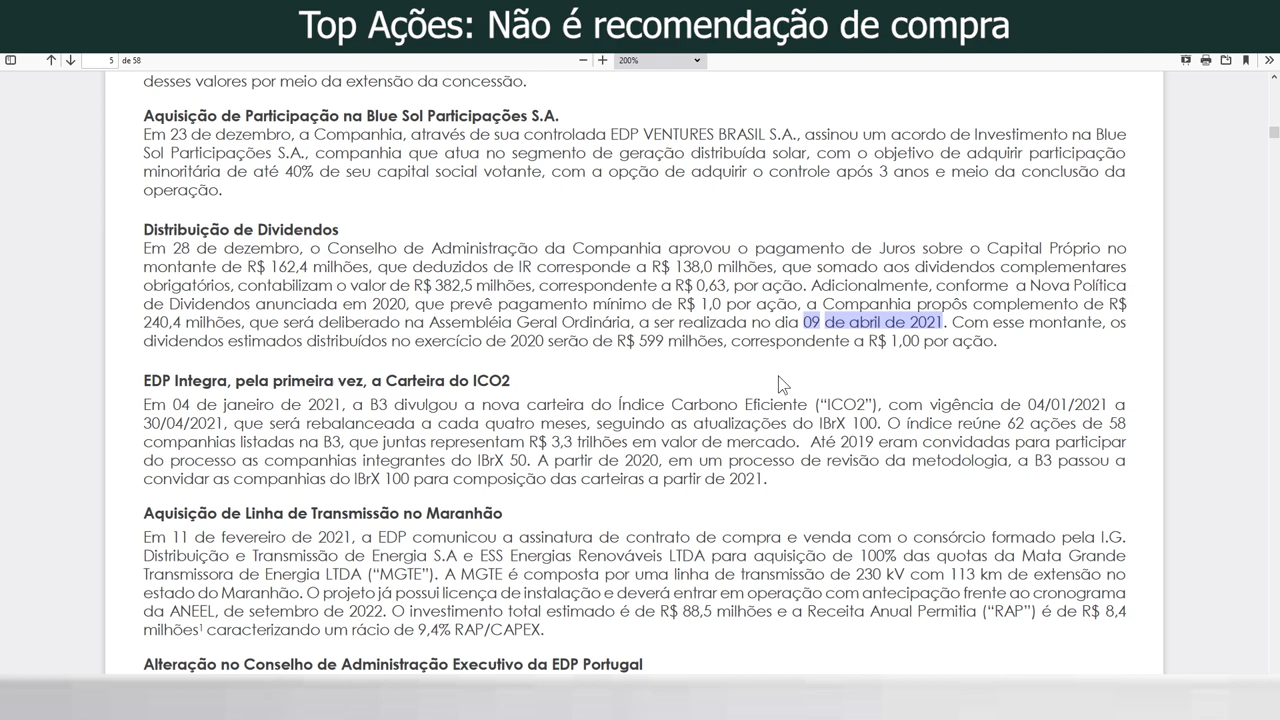 Top Ações: Não é recomendação de compra
5 de 58
200%
desses valores por meio da extensão da concessão.
Aquisição de Participação na Blue Sol Participações S.A.
Em 23 de dezembro, a Companhia, através de sua controlada EDP VENTURES BRASIL S.A., assinou um acordo de Investimento na Blue
Sol Participações S.A., companhia que atua no segmento de geração distribuída solar, com o objetivo de adquirir participação
minoritária de até 40% de seu capital social votante, com a opção de adquirir o controle após 3 anos e meio da conclusão da
operação.
Distribuição de Dividendos
Em 28 de dezembro, o Conselho de Administração da Companhia aprovou o pagamento de Juros sobre o Capital Próprio no
montante de R$ 162,4 milhões, que deduzidos de IR corresponde a R$ 138,0 milhões, que somado aos dividendos complementares
obrigatórios, contabilizam o valor de R$ 382,5 milhões, correspondente a R$ 0,63, por ação. Adicionalmente, conforme a Nova Política
de Dividendos anunciada em 2020, que prevê pagamento mínimo de R$ 1,0 por ação, a Companhia propôs complemento de R$
240,4 milhões, que será deliberado na Assembléia Geral Ordinária, a ser realizada no dia 09 de abril de 2021. Com esse montante, os
dividendos estimados distribuídos no exercício de 2020 serão de R$ 599 milhões, correspondente a R$ 1,00 por ação.
EDP Integra, pela primeira vez, a Carteira do ICO2
Em 04 de janeiro de 2021, a B3 divulgou a nova carteira do Índice Carbono Eficiente (“ICO2”), com vigência de 04/01/2021 a
30/04/2021, que será rebalanceada a cada quatro meses, seguindo as atualizações do IBrX 100. O índice reúne 62 ações de 58
companhias listadas na B3, que juntas representam R$ 3,3 trilhões em valor de mercado. Até 2019 eram convidadas para participar
do processo as companhias integrantes do IBrX 50. A partir de 2020, em um processo de revisão da metodologia, a B3 passou a
convidar as companhias do IBrX 100 para composição das carteiras a partir de 2021.
Aquisição de Linha de Transmissão no Maranhão
Em 11 de fevereiro de 2021, a EDP comunicou a assinatura de contrato de compra e venda com o consórcio formado pela I.G.
Distribuição e Transmissão de Energia S.A e ESS Energias Renováveis LTDA para aquisição de 100% das quotas da Mata Grande
Transmissora de Energia LTDA (“MGTE”). A MGTE é composta por uma linha de transmissão de 230 kV com 113 km de extensão no
estado do Maranhão. O projeto já possui licença de instalação e deverá entrar em operação com antecipação frente ao cronograma
da ANEEL, de setembro de 2022. O investimento total estimado é de R$ 88,5 milhões e a Receita Anual Permitia (“RAP”) é de R$ 8,4
milhões¹ caracterizando um rácio de 9,4% RAP/CAPEX.
Alteração no Conselho de Administração Executivo da EDP Portugal